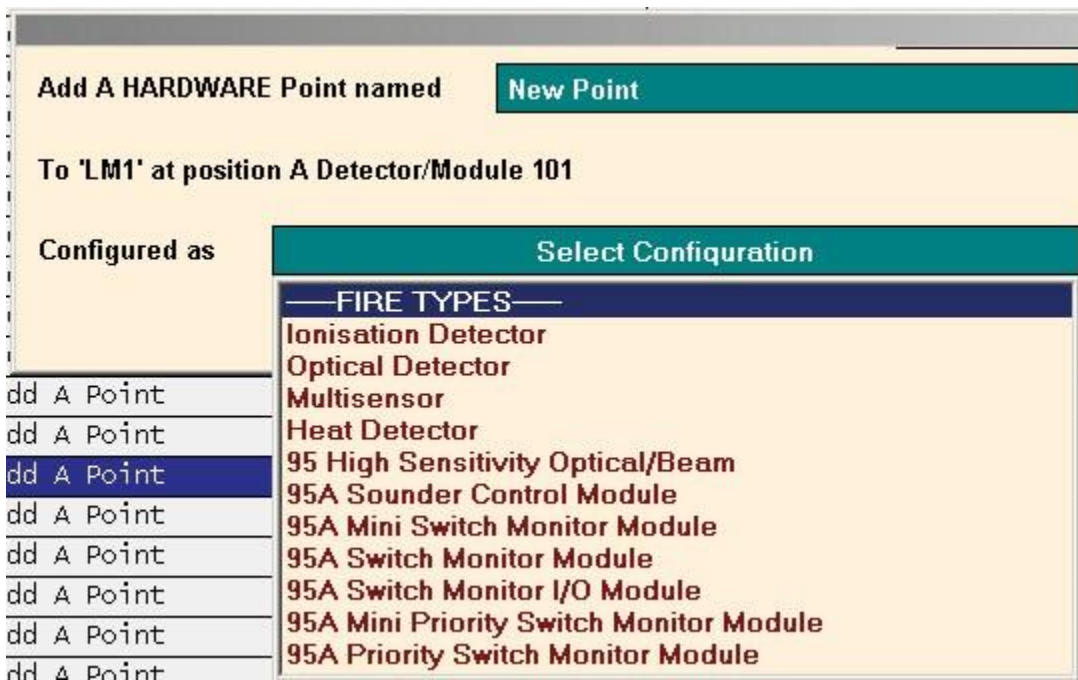 Add A HARDWARE Point named New Point
To 'LM1' at position A Detector/Module 101
Configured as Select Configuration
FIRE TYPES
Ionisation Detector
Optical Detector
Multisensor
Heat Detector
95 High Sensitivity Optical/Beam
95A Sounder Control Module
95A Mini Switch Monitor Module
95A Switch Monitor Module
95A Switch Monitor I/O Module
95A Mini Priority Switch Monitor Module
95A Priority Switch Monitor Module
dd A Point
dd A Point
dd A Point
dd A Point
dd A Point
dd A Point
dd A Point
dd A Point